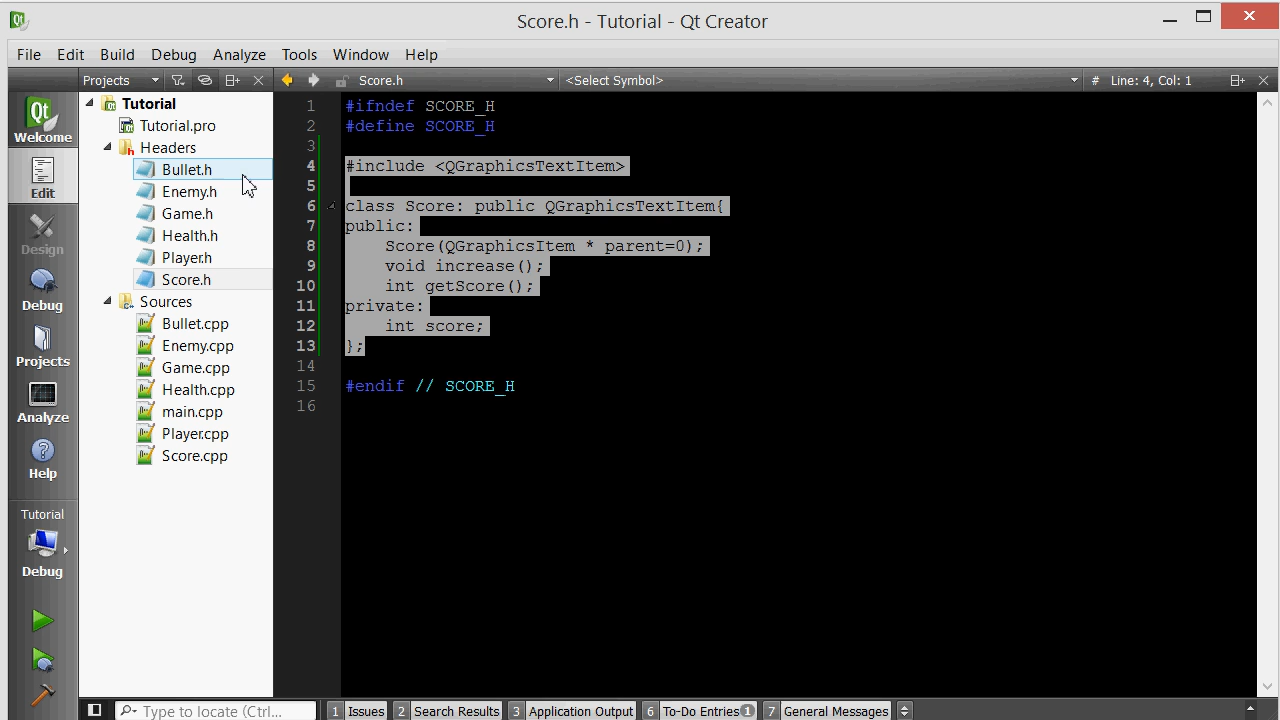 Score.h - Tutorial - Qt Creator
File Edit Build Debug Analyze Tools Window Help
Projects Score.h <Select Symbol> # Line: 4, Col: 1
Qt
Welcome
Edit
Design
Debug
Projects
Analyze
Help
Tutorial
Debug
Tutorial
Tutorial.pro
Headers
Bullet.h
Enemy.h
Game.h
Health.h
Player.h
Score.h
Sources
Bullet.cpp
Enemy.cpp
Game.cpp
Health.cpp
main.cpp
Player.cpp
Score.cpp
1 #ifndef SCORE_H
2 #define SCORE_H
3
4 #include <QGraphicsTextItem>
5
6 class Score: public QGraphicsTextItem{
7 public:
8     Score(QGraphicsItem * parent=0);
9     void increase();
10     int getScore();
11 private:
12     int score;
13 };
14
15 #endif // SCORE_H
16
Type to locate (Ctrl... 1 Issues 2 Search Results 3 Application Output 6 To-Do Entries 1 7 General Messages